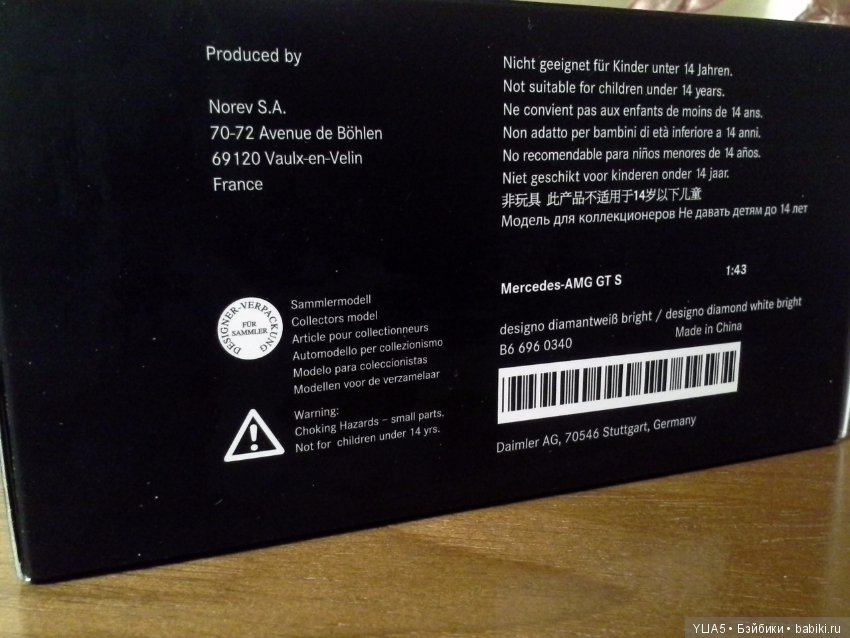 Produced by
Norev S.A.
70-72 Avenue de Böhlen
69120 Vaulx-en-Velin
France
Nicht geeignet für Kinder unter 14 Jahren.
Not suitable for children under 14 years.
Ne convient pas aux enfants de moins de 14 ans.
Non adatto per bambini di età inferiore a 14 anni.
No recomendable para niños menores de 14 años.
Niet geschikt voor kinderen onder 14 jaar.
非玩具 此产品不适用于14岁以下儿童
Модель для коллекционеров Не давать детям до 14 лет
DESIGNER-VERPACKUNG
FÜR
SAMMLER
Sammlermodell
Collectors model
Article pour collectionneurs
Automodello per collezionismo
Modelo para coleccionistas
Modellen voor de verzamelaar
Warning:
Choking Hazards – small parts.
Not for children under 14 yrs.
Mercedes-AMG GT S 1:43
designo diamantweiß bright / designo diamond white bright
B6 696 0340 Made in China
Daimler AG, 70546 Stuttgart, Germany
YLIA5 • Бэйбики • babiki.ru